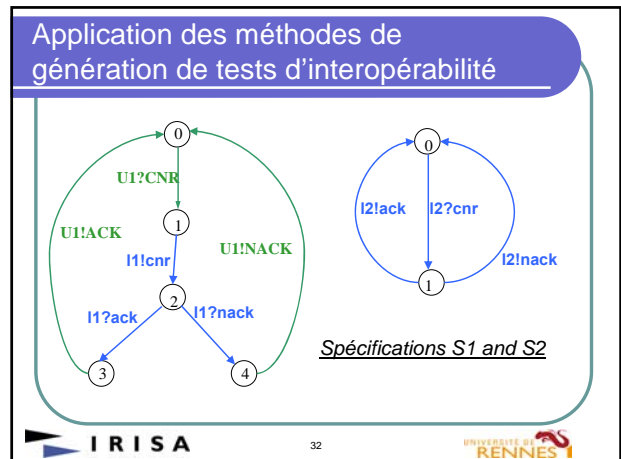 Application des méthodes de
génération de tests d'interopérabilité
0
U1?CNR
1
U1!ACK
U1!NACK
I1!cnr
2
I1?ack
I1?nack
3
4
0
I2!ack
I2?cnr
I2!nack
1
Spécifications S1 and S2
IRISA
32
UNIVERSITÉ DE
RENNES 1